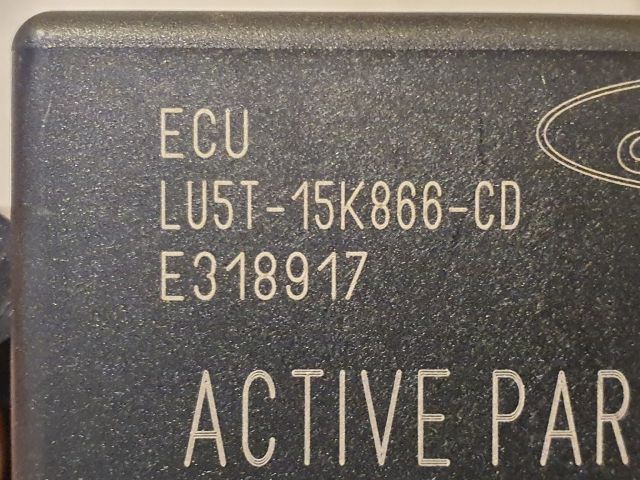 ECU
LU5T-15K866-CD
E318917
ACTIVE PAR